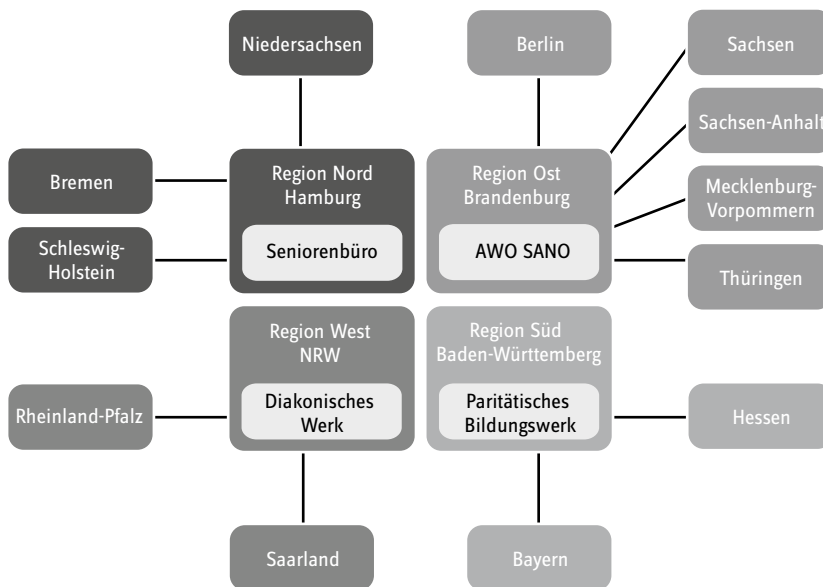 Niedersachsen
Berlin
Sachsen
Sachsen-Anhalt
Bremen
Region Nord
Hamburg
Seniorenbüro
Region Ost
Brandenburg
AWO SANO
Mecklenburg-
Vorpommern
Schleswig-
Holstein
Thüringen
Region West
NRW
Diakonisches
Werk
Region Süd
Baden-Württemberg
Paritätisches
Bildungswerk
Rheinland-Pfalz
Hessen
Saarland
Bayern